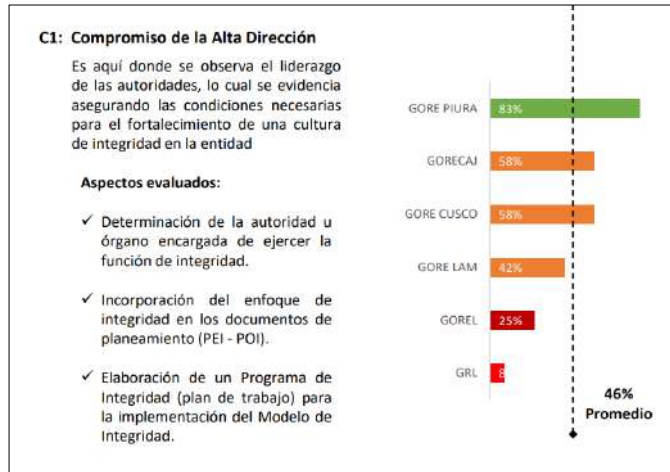 C1: Compromiso de la Alta Dirección
Es aquí donde se observa el liderazgo
de las autoridades, lo cual se evidencia
asegurando las condiciones necesarias
para el fortalecimiento de una cultura
de integridad en la entidad
Aspectos evaluados:
✓ Determinación de la autoridad u
órgano encargada de ejercer la
función de integridad.
✓ Incorporación del enfoque de
integridad en los documentos de
planeamiento (PEI - POI).
✓ Elaboración de un Programa de
Integridad (plan de trabajo) para
la implementación del Modelo de
Integridad.
GORE PIURA 83%
GORECAJ 58%
GORE CUSCO 58%
GORE LAM 42%
GOREL 25%
GRL 8
46%
Promedio